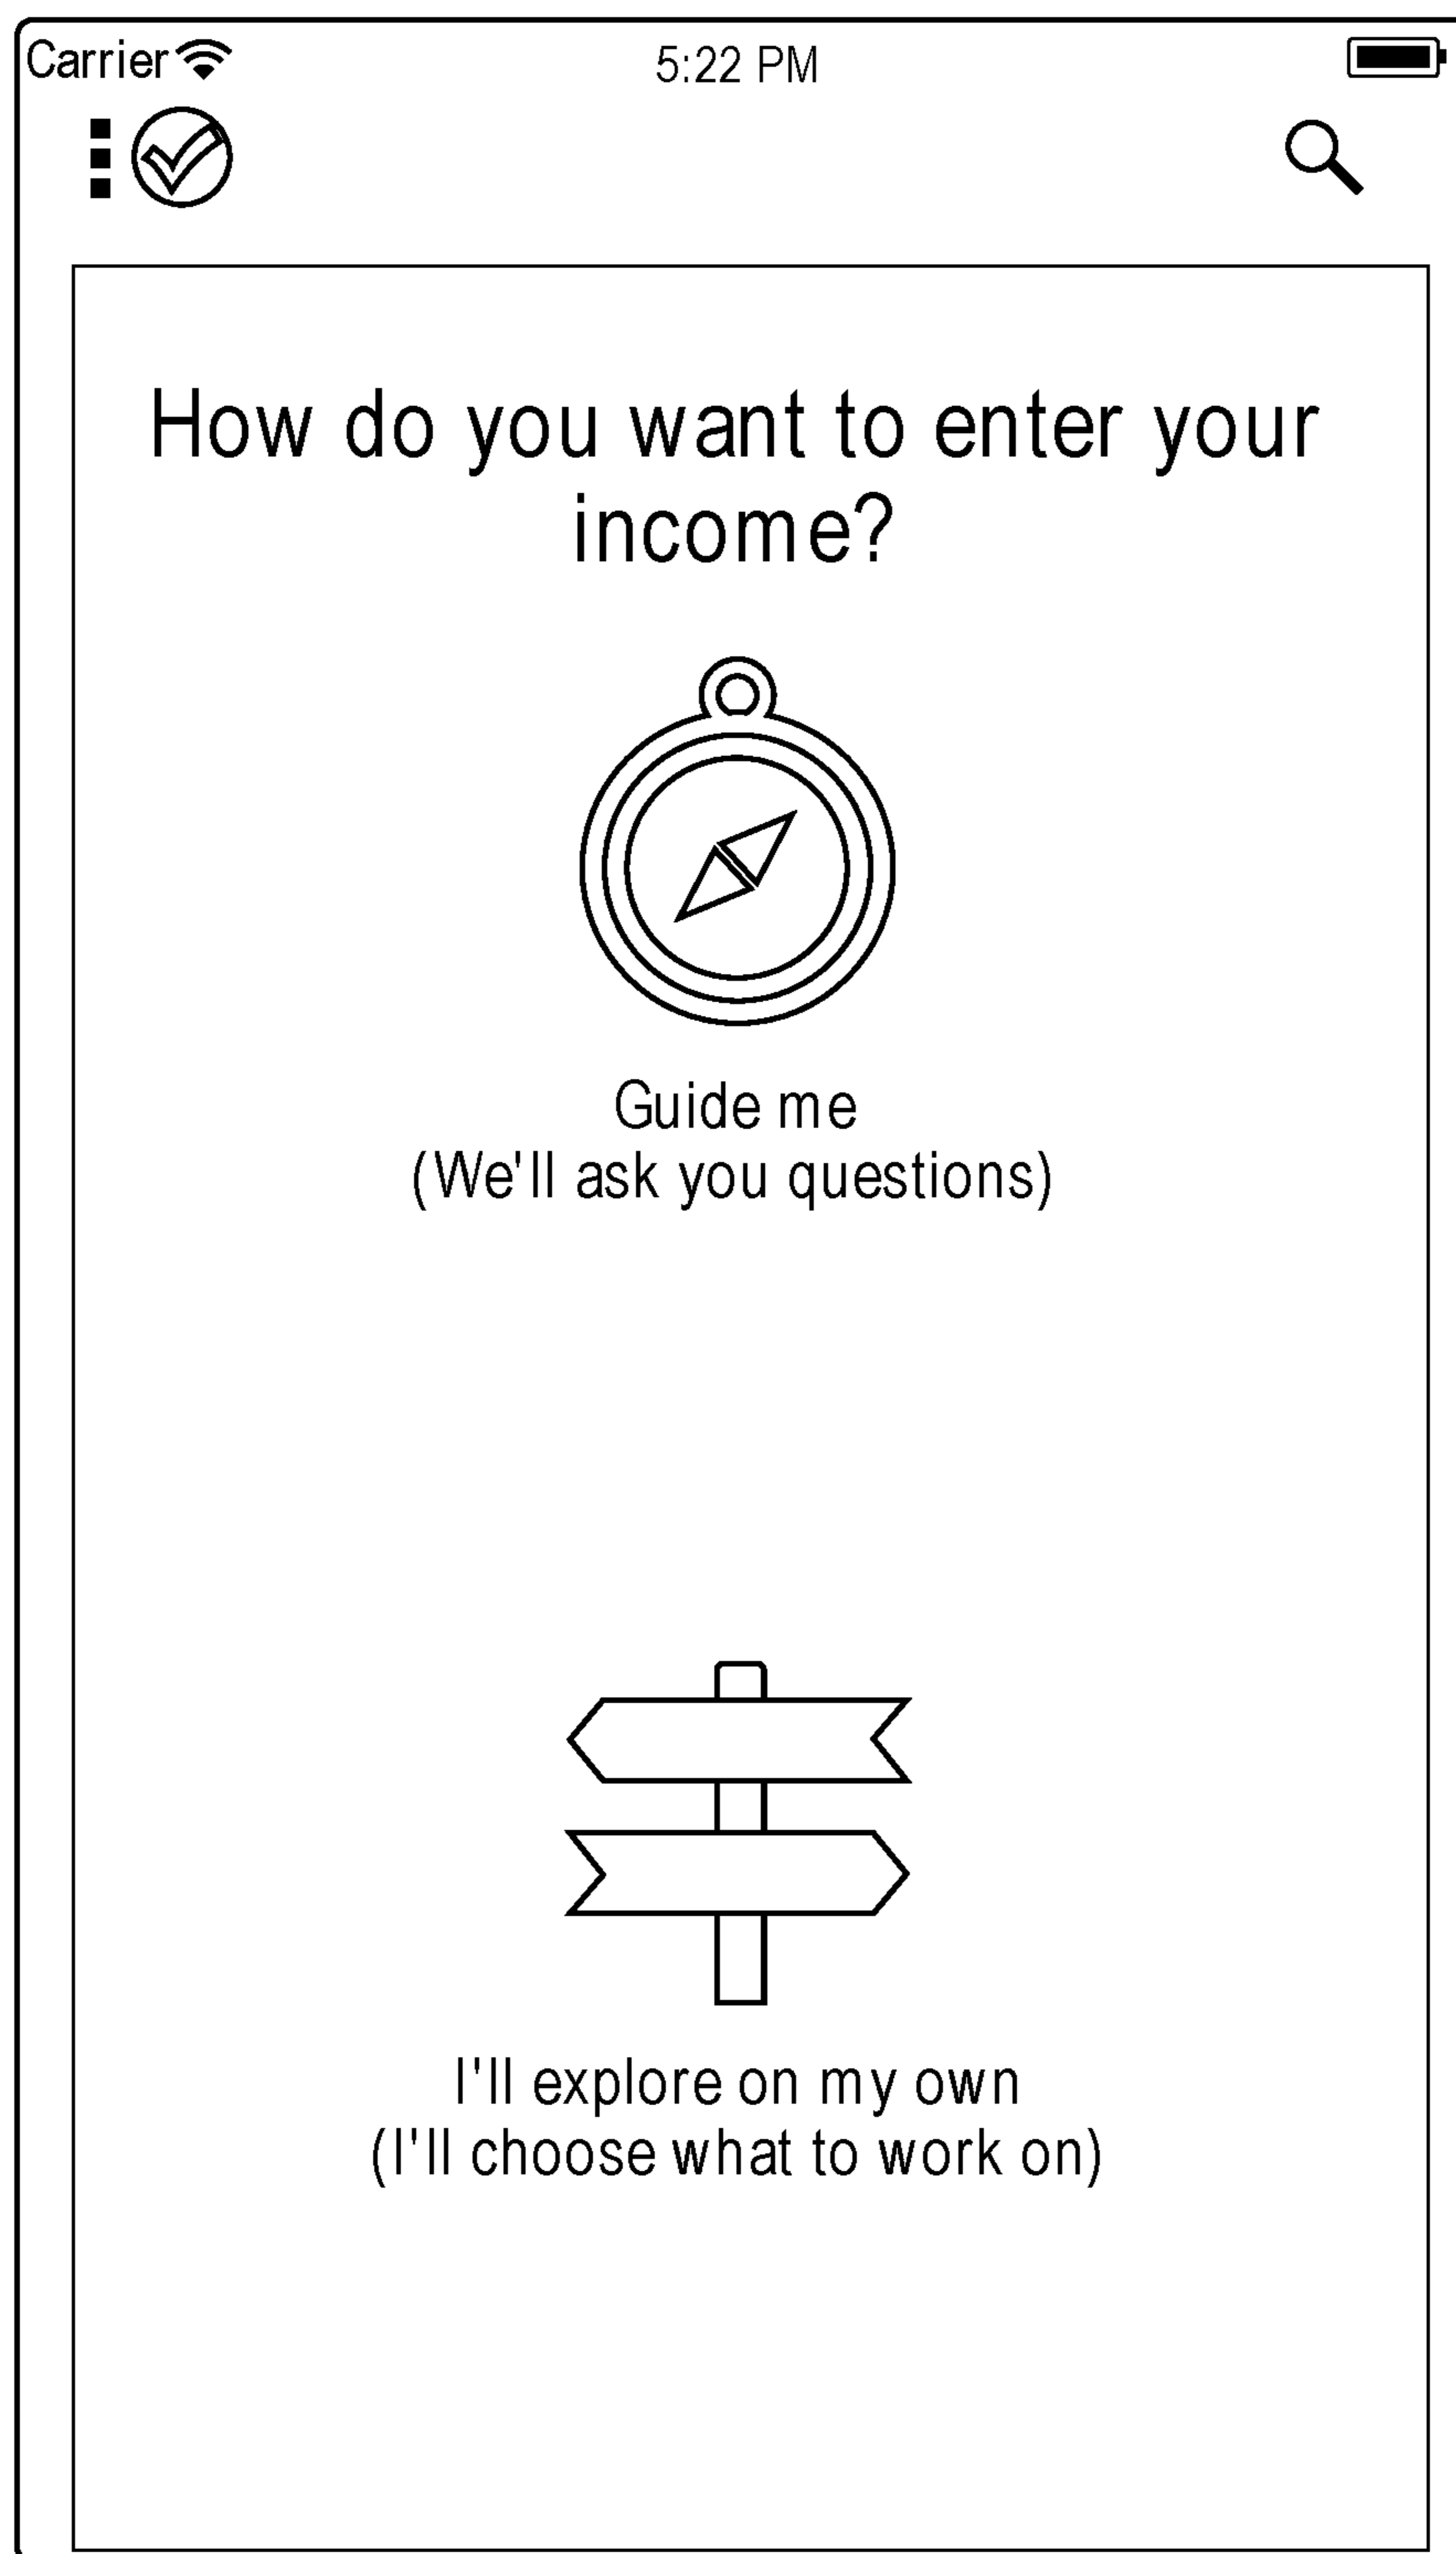 Carrier
5:22 PM
How do you want to enter your
income?
Guide me
(We'll ask you questions)
I'll explore on my own
(I'll choose what to work on)